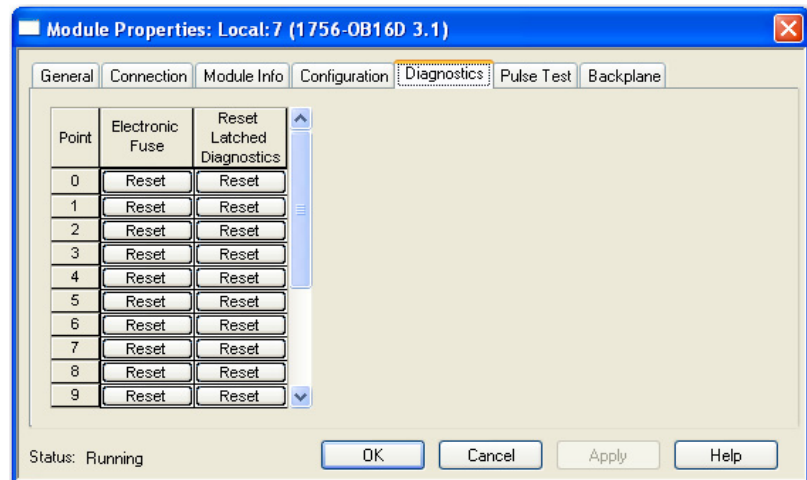 Module Properties: Local:7 (1756-OB16D 3.1)
General Connection Module Info Configuration Diagnostics Pulse Test Backplane
Point Electronic Fuse Reset Latched Diagnostics
0 Reset Reset
1 Reset Reset
2 Reset Reset
3 Reset Reset
4 Reset Reset
5 Reset Reset
6 Reset Reset
7 Reset Reset
8 Reset Reset
9 Reset Reset
Status: Running OK Cancel Apply Help